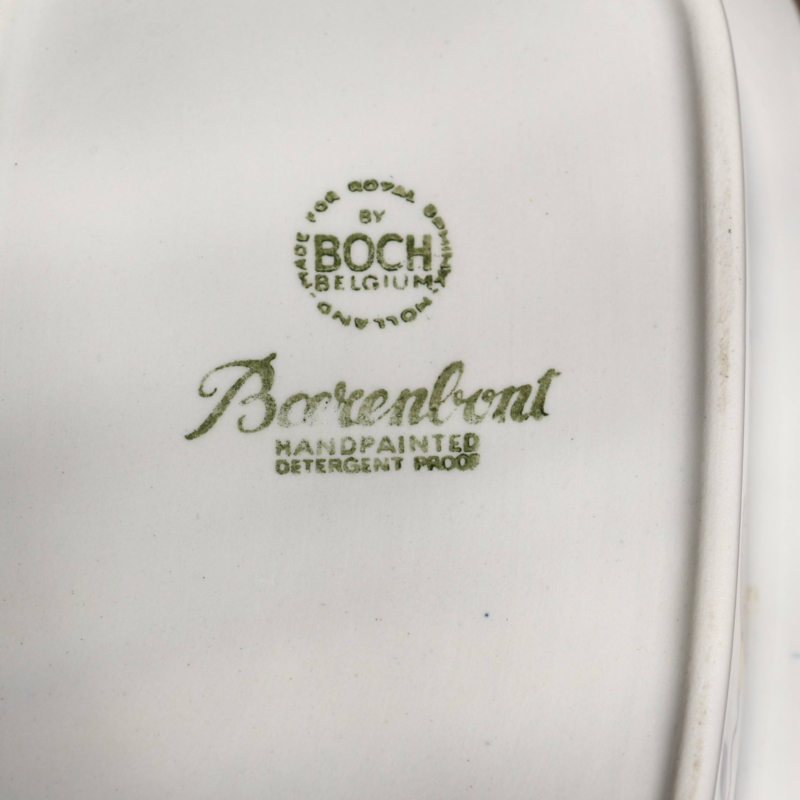 MADE FOR ROYAL SPHINX HOLLAND
BY
BOCH
BELGIUM
Boerenbont
HANDPAINTED
DETERGENT PROOF